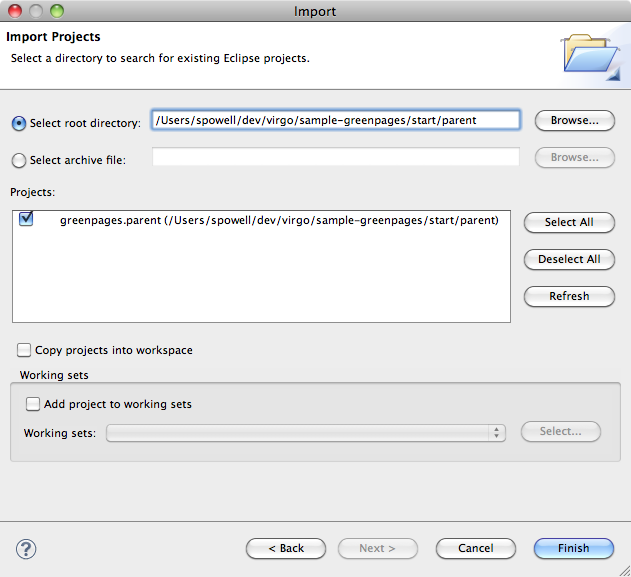 Import
Import Projects
Select a directory to search for existing Eclipse projects.
Select root directory: /Users/spowell/dev/virgo/sample-greenpages/start/parent Browse...
Select archive file: Browse...
Projects:
greenpages.parent (/Users/spowell/dev/virgo/sample-greenpages/start/parent) Select All
Deselect All
Refresh
Copy projects into workspace
Working sets
Add project to working sets
Working sets: Select...
? < Back Next > Cancel Finish